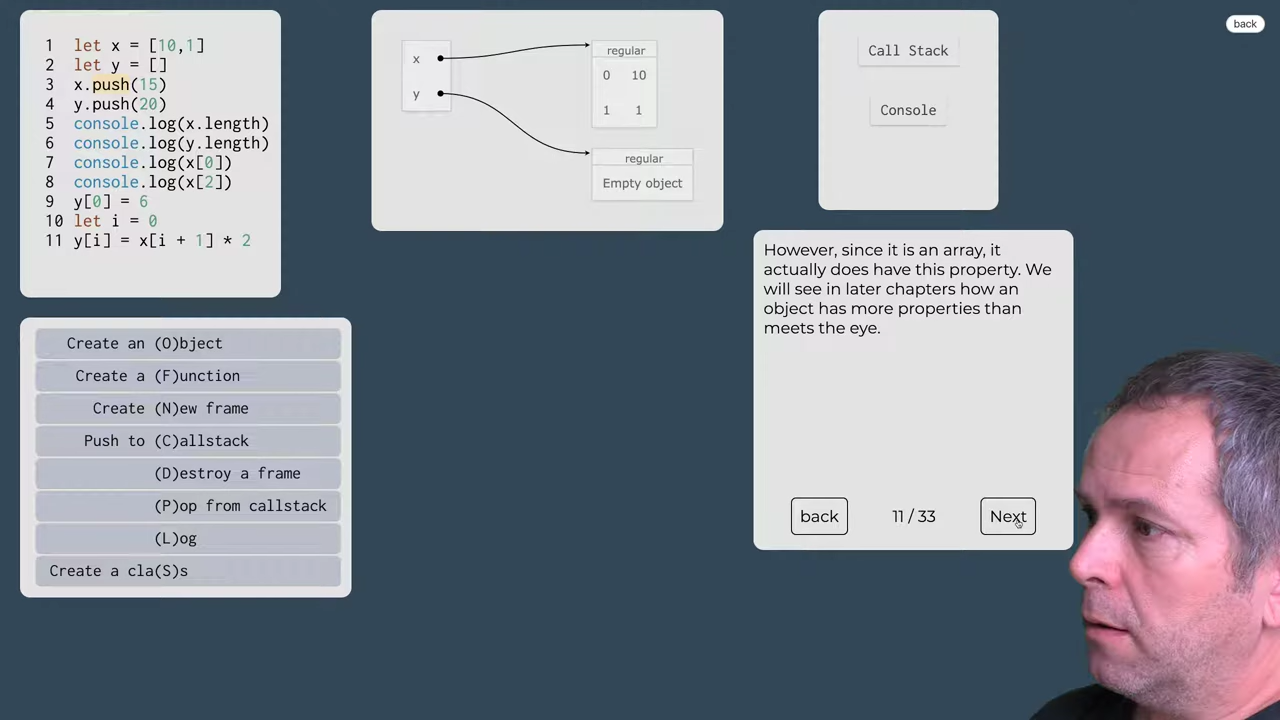 back
1 let x = [10,1]
2 let y = []
3 x.push(15)
4 y.push(20)
5 console.log(x.length)
6 console.log(y.length)
7 console.log(x[0])
8 console.log(x[2])
9 y[0] = 6
10 let i = 0
11 y[i] = x[i + 1] * 2
x
y
regular
0 10
1 1
regular
Empty object
Call Stack
Console
However, since it is an array, it
actually does have this property. We
will see in later chapters how an
object has more properties than
meets the eye.
back 11 / 33 Next
Create an (O)bject
Create a (F)unction
Create (N)ew frame
Push to (C)allstack
(D)estroy a frame
(P)op from callstack
(L)og
Create a cla(S)s